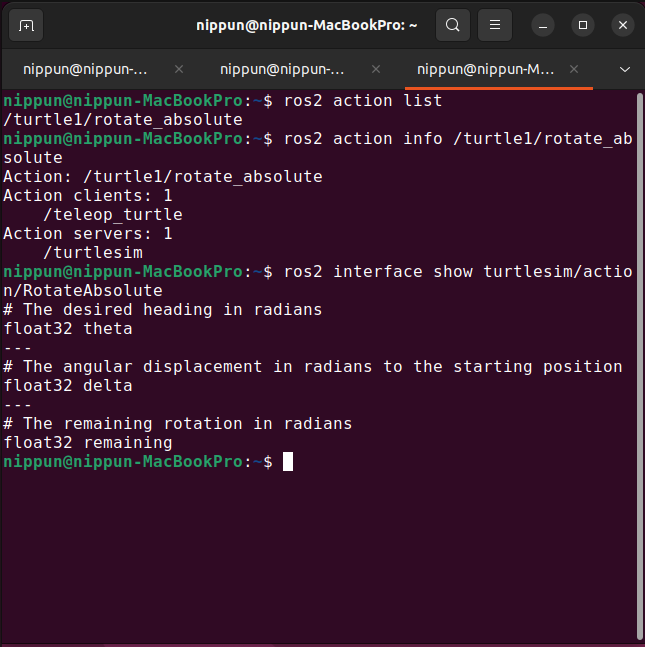 nippun@nippun-MacBookPro: ~
nippun@nippun-... nippun@nippun-... nippun@nippun-M...
nippun@nippun-MacBookPro:~$ ros2 action list
/turtle1/rotate_absolute
nippun@nippun-MacBookPro:~$ ros2 action info /turtle1/rotate_ab
solute
Action: /turtle1/rotate_absolute
Action clients: 1
    /teleop_turtle
Action servers: 1
    /turtlesim
nippun@nippun-MacBookPro:~$ ros2 interface show turtlesim/actio
n/RotateAbsolute
# The desired heading in radians
float32 theta
---
# The angular displacement in radians to the starting position
float32 delta
---
# The remaining rotation in radians
float32 remaining
nippun@nippun-MacBookPro:~$